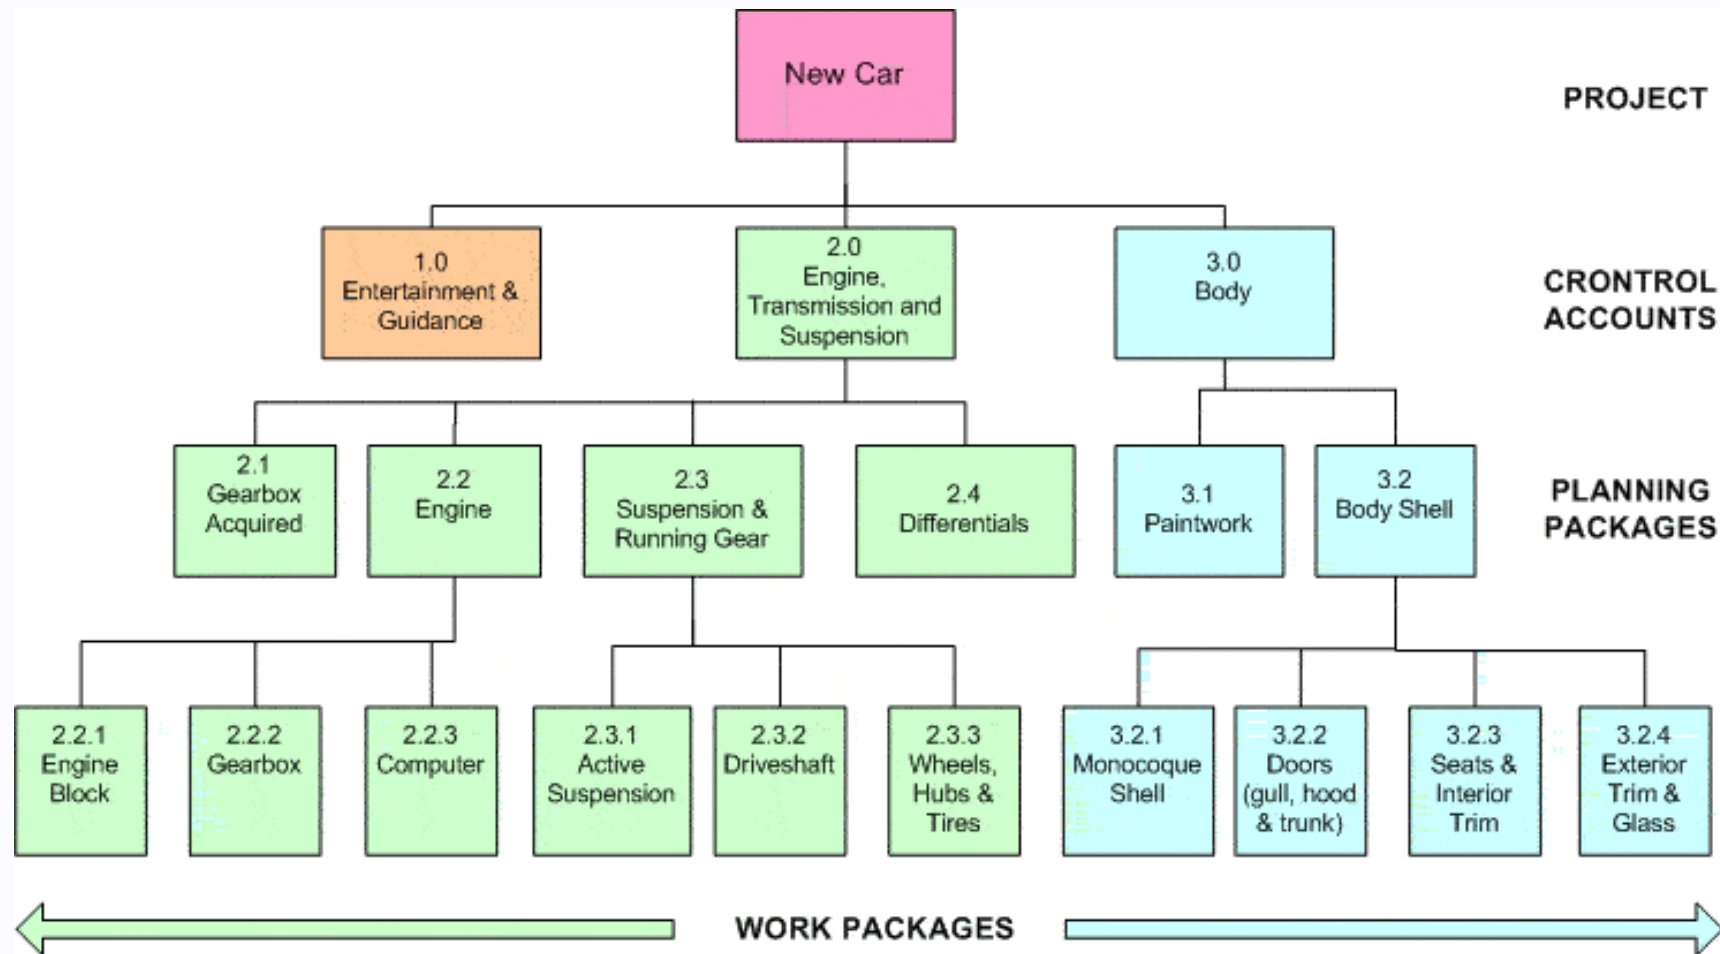 New Car
PROJECT
1.0
Entertainment &
Guidance
2.0
Engine,
Transmission and
Suspension
3.0
Body
CRONTROL
ACCOUNTS
2.1
Gearbox
Acquired
2.2
Engine
2.3
Suspension &
Running Gear
2.4
Differentials
3.1
Paintwork
3.2
Body Shell
PLANNING
PACKAGES
2.2.1
Engine
Block
2.2.2
Gearbox
2.2.3
Computer
2.3.1
Active
Suspension
2.3.2
Driveshaft
2.3.3
Wheels,
Hubs &
Tires
3.2.1
Monocoque
Shell
3.2.2
Doors
(gull, hood
& trunk)
3.2.3
Seats &
Interior
Trim
3.2.4
Exterior
Trim &
Glass
WORK PACKAGES